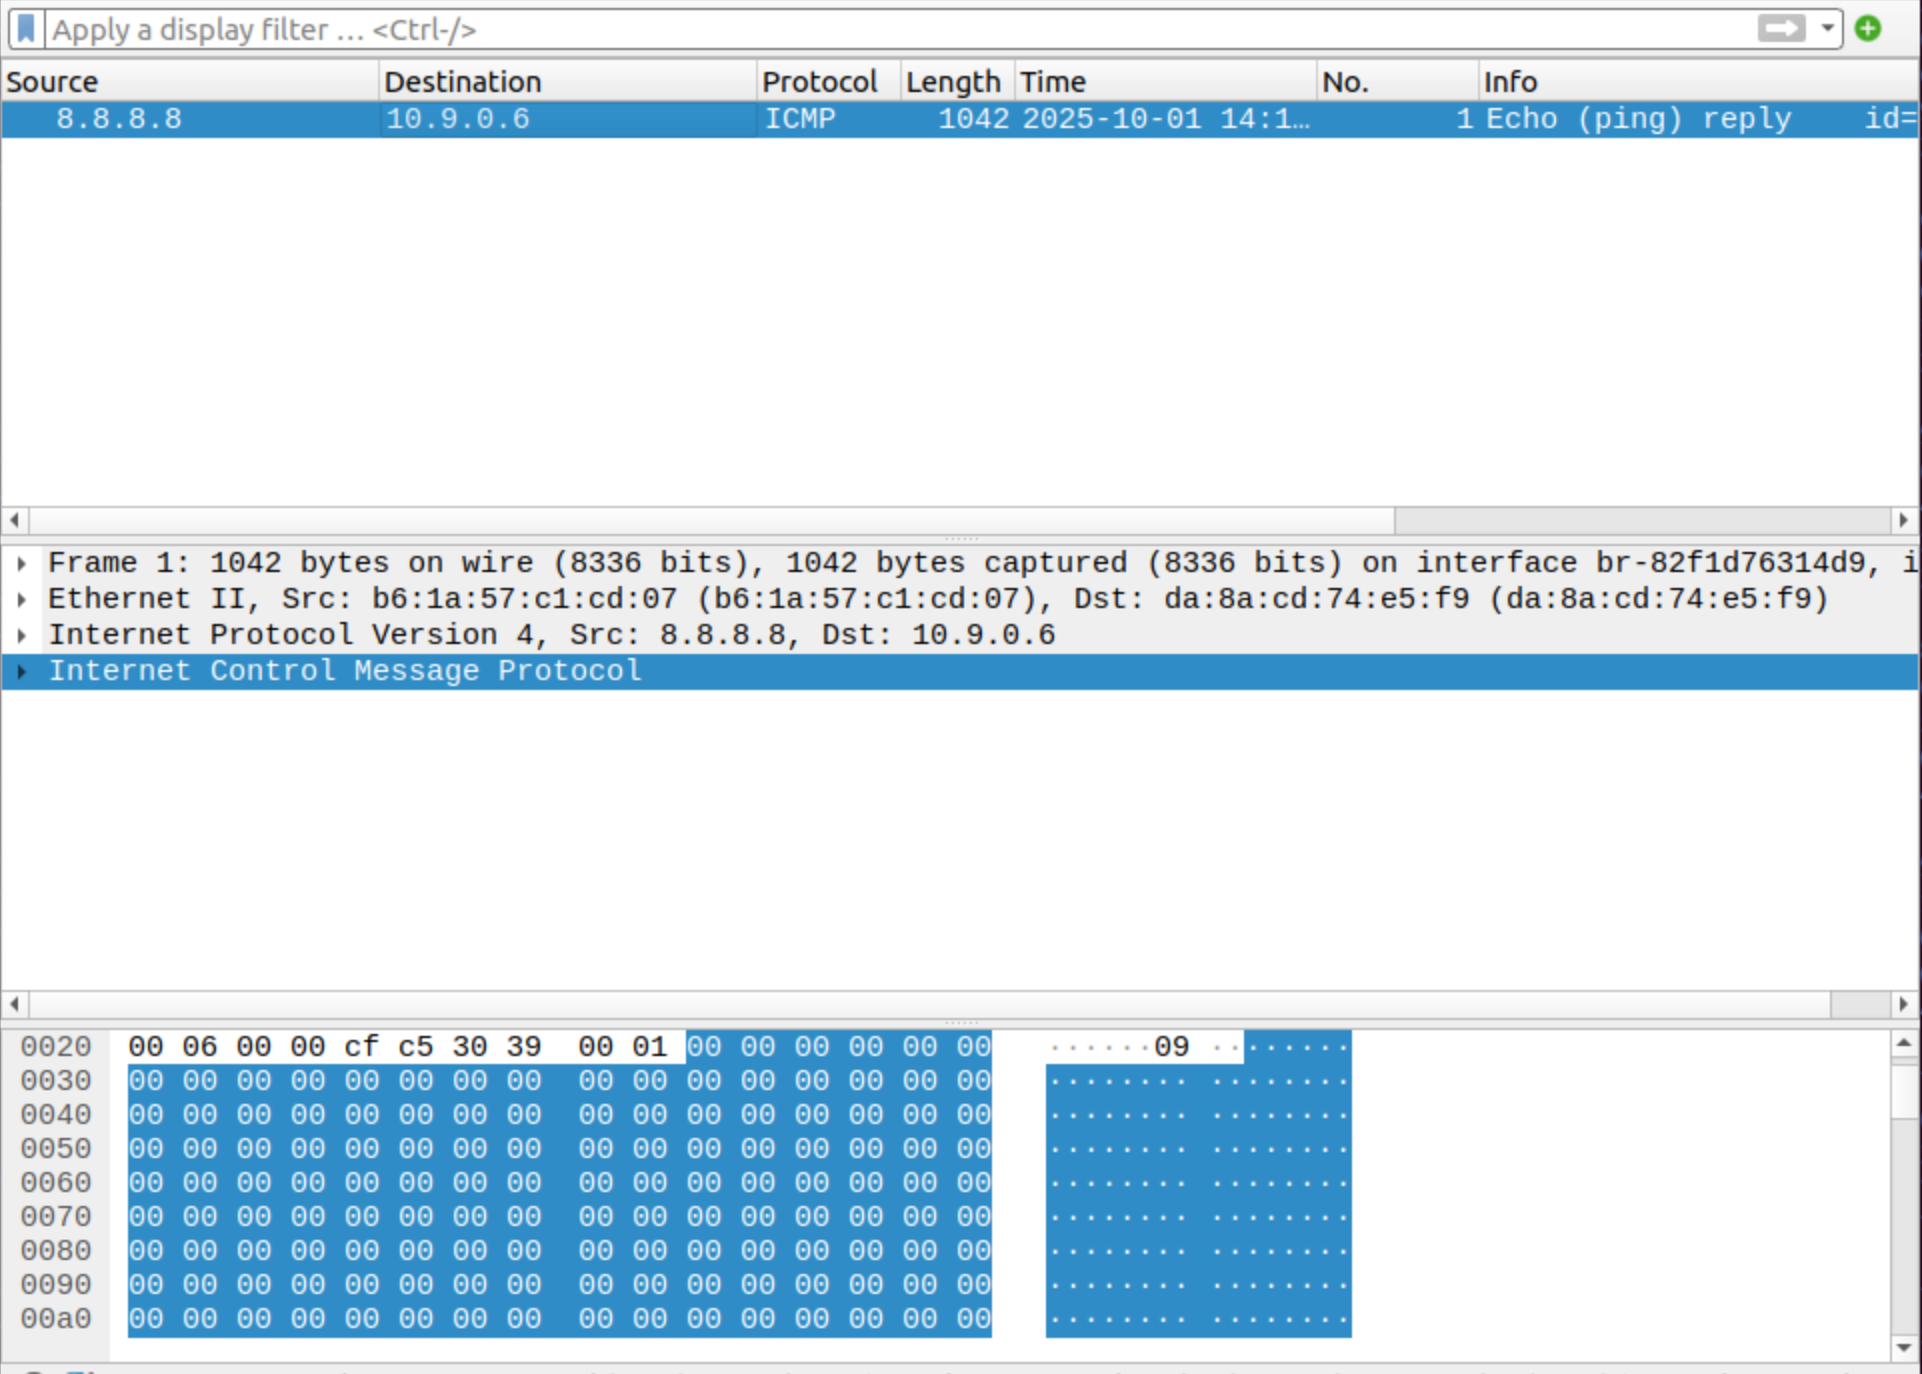 Apply a display filter … <Ctrl-/>
Source Destination Protocol Length Time No. Info
8.8.8.8 10.9.0.6 ICMP 1042 2025-10-01 14:1… 1 Echo (ping) reply id=
Frame 1: 1042 bytes on wire (8336 bits), 1042 bytes captured (8336 bits) on interface br-82f1d76314d9, i
Ethernet II, Src: b6:1a:57:c1:cd:07 (b6:1a:57:c1:cd:07), Dst: da:8a:cd:74:e5:f9 (da:8a:cd:74:e5:f9)
Internet Protocol Version 4, Src: 8.8.8.8, Dst: 10.9.0.6
Internet Control Message Protocol
0020 00 06 00 00 cf c5 30 39 00 01 00 00 00 00 00 00 ······09 ········
0030 00 00 00 00 00 00 00 00 00 00 00 00 00 00 00 00 ········ ········
0040 00 00 00 00 00 00 00 00 00 00 00 00 00 00 00 00 ········ ········
0050 00 00 00 00 00 00 00 00 00 00 00 00 00 00 00 00 ········ ········
0060 00 00 00 00 00 00 00 00 00 00 00 00 00 00 00 00 ········ ········
0070 00 00 00 00 00 00 00 00 00 00 00 00 00 00 00 00 ········ ········
0080 00 00 00 00 00 00 00 00 00 00 00 00 00 00 00 00 ········ ········
0090 00 00 00 00 00 00 00 00 00 00 00 00 00 00 00 00 ········ ········
00a0 00 00 00 00 00 00 00 00 00 00 00 00 00 00 00 00 ········ ········